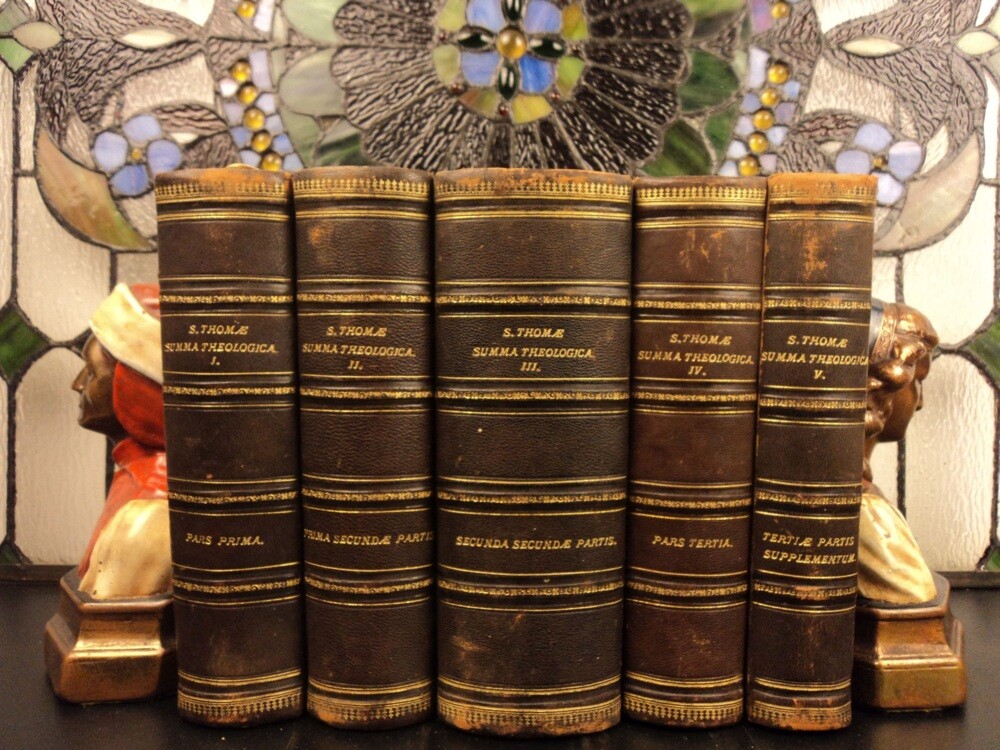 S. THOMÆ
SUMMA THEOLOGICA.
I.
PARS PRIMA.
S. THOMÆ
SUMMA THEOLOGICA.
II.
PRIMA SECUNDÆ PARTIS.
S. THOMÆ
SUMMA THEOLOGICA.
III.
SECUNDA SECUNDÆ PARTIS.
S. THOMÆ
SUMMA THEOLOGICA.
IV.
PARS TERTIA.
S. THOMÆ
SUMMA THEOLOGICA
V.
TERTIÆ PARTIS
SUPPLEMENTUM.